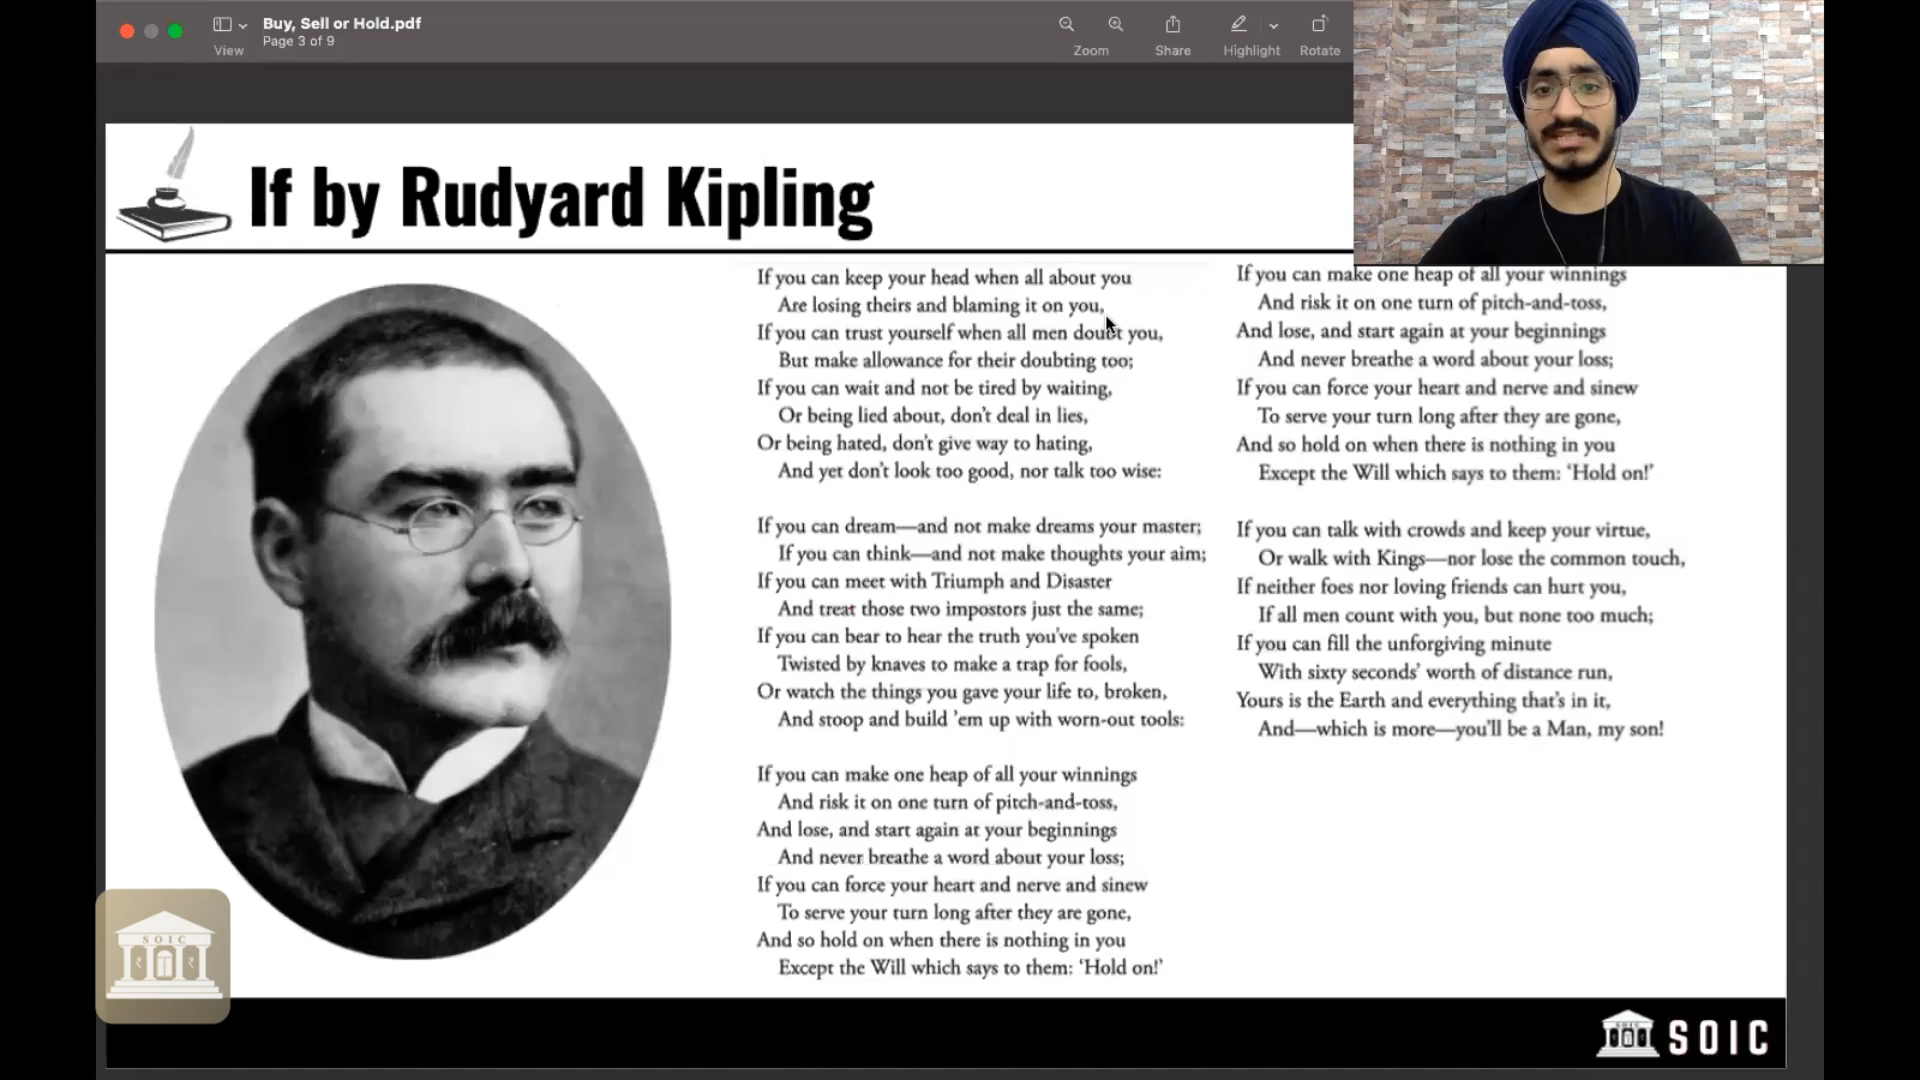 Buy, Sell or Hold.pdf
Page 3 of 9
View
Zoom
Share
Highlight
Rotate
If by Rudyard Kipling
If you can keep your head when all about you
Are losing theirs and blaming it on you,
If you can trust yourself when all men doubt you,
But make allowance for their doubting too;
If you can wait and not be tired by waiting,
Or being lied about, don't deal in lies,
Or being hated, don't give way to hating,
And yet don't look too good, nor talk too wise:
If you can dream—and not make dreams your master;
If you can think—and not make thoughts your aim;
If you can meet with Triumph and Disaster
And treat those two impostors just the same;
If you can bear to hear the truth you've spoken
Twisted by knaves to make a trap for fools,
Or watch the things you gave your life to, broken,
And stoop and build 'em up with worn-out tools:
If you can make one heap of all your winnings
And risk it on one turn of pitch-and-toss,
And lose, and start again at your beginnings
And never breathe a word about your loss;
If you can force your heart and nerve and sinew
To serve your turn long after they are gone,
And so hold on when there is nothing in you
Except the Will which says to them: 'Hold on!'
If you can make one heap of all your winnings
And risk it on one turn of pitch-and-toss,
And lose, and start again at your beginnings
And never breathe a word about your loss;
If you can force your heart and nerve and sinew
To serve your turn long after they are gone,
And so hold on when there is nothing in you
Except the Will which says to them: 'Hold on!'
If you can talk with crowds and keep your virtue,
Or walk with Kings—nor lose the common touch,
If neither foes nor loving friends can hurt you,
If all men count with you, but none too much;
If you can fill the unforgiving minute
With sixty seconds' worth of distance run,
Yours is the Earth and everything that's in it,
And—which is more—you'll be a Man, my son!
SOIC
SOIC